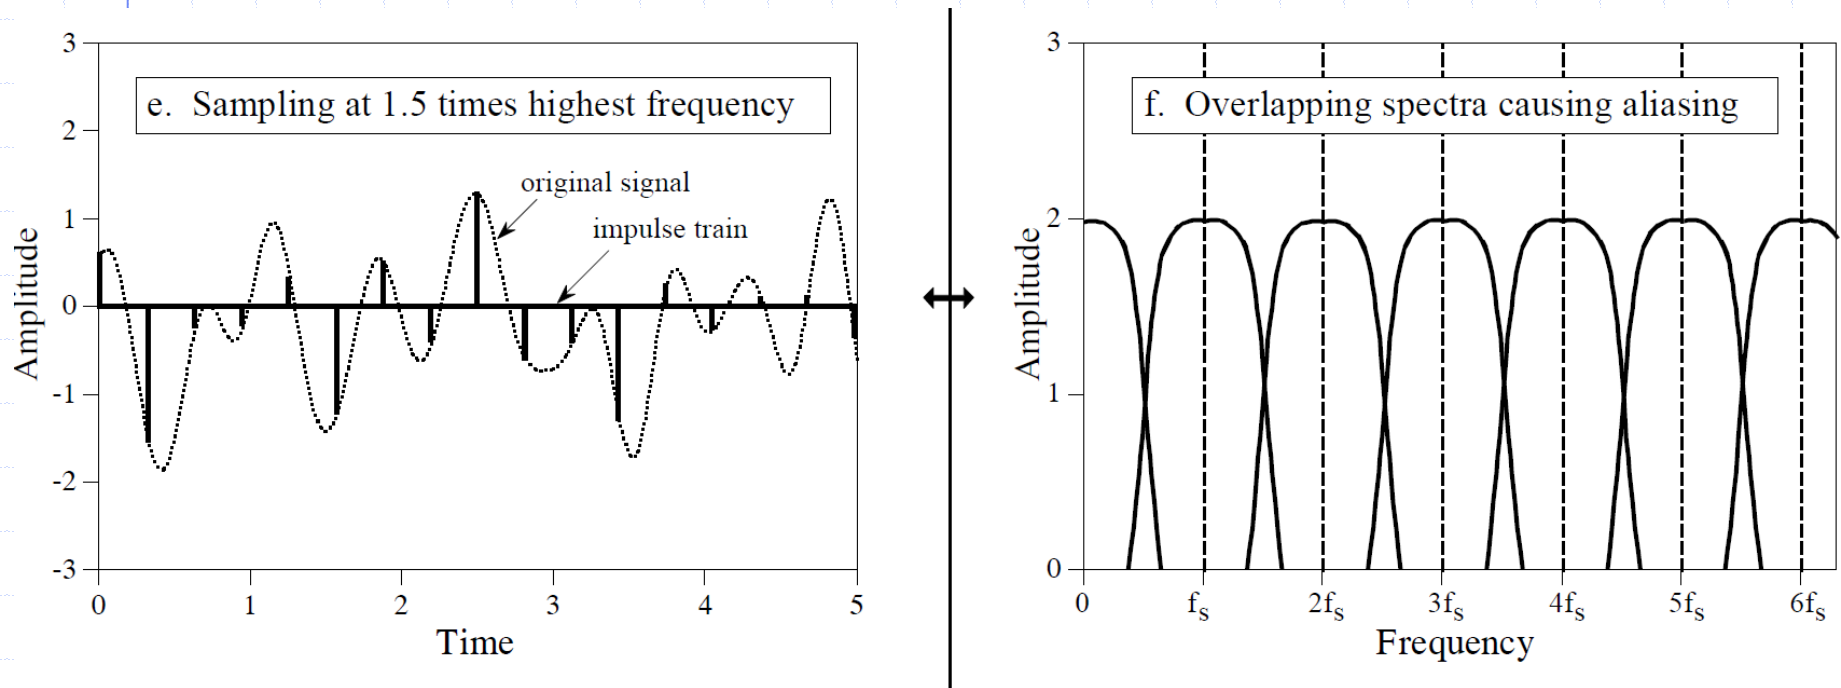 e. Sampling at 1.5 times highest frequency
original signal
impulse train
Amplitude
3
2
1
0
-1
-2
-3
0 1 2 3 4 5
Time
f. Overlapping spectra causing aliasing
Amplitude
3
2
1
0
0 fs 2fs 3fs 4fs 5fs 6fs
Frequency